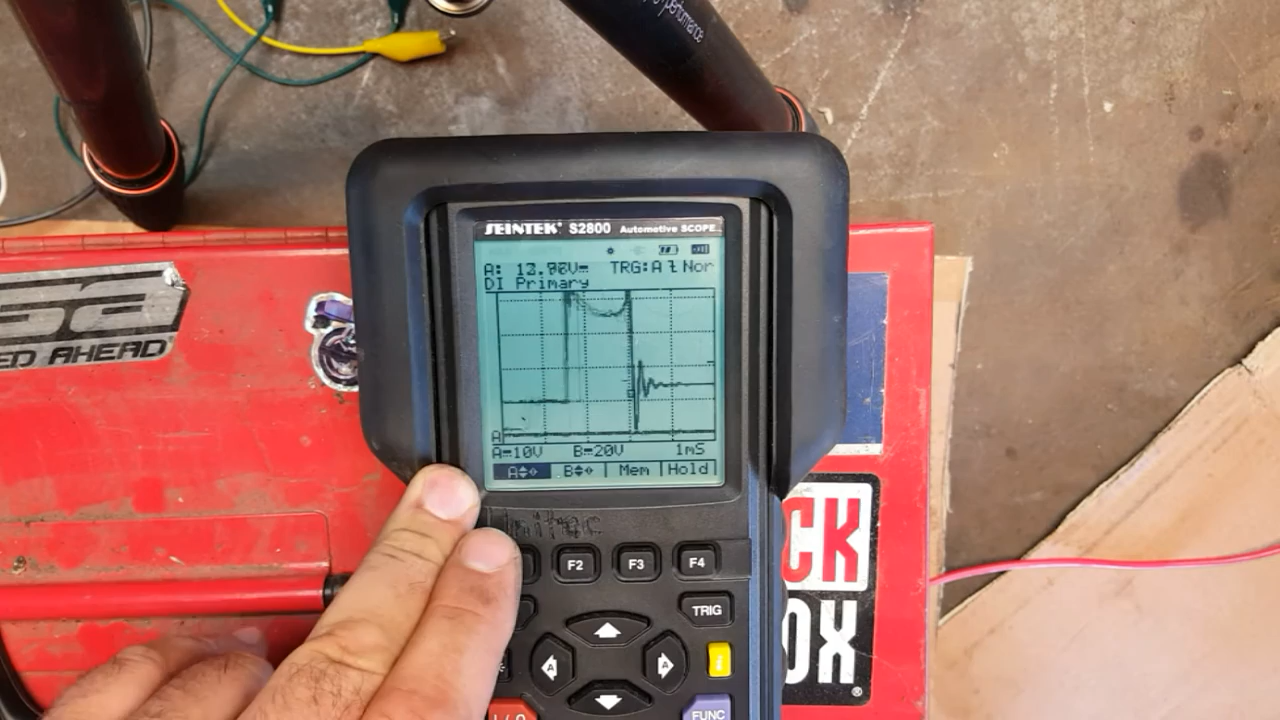 performance
SEINTEK S2800 Automotive SCOPE
TRG:A Nor
DI Primary
A
A=10V B=20V 1mS
A B Mem Hold
F2 F3 F4
TRIG
A A
FUNC
ED AHEAD
CK
OX
®